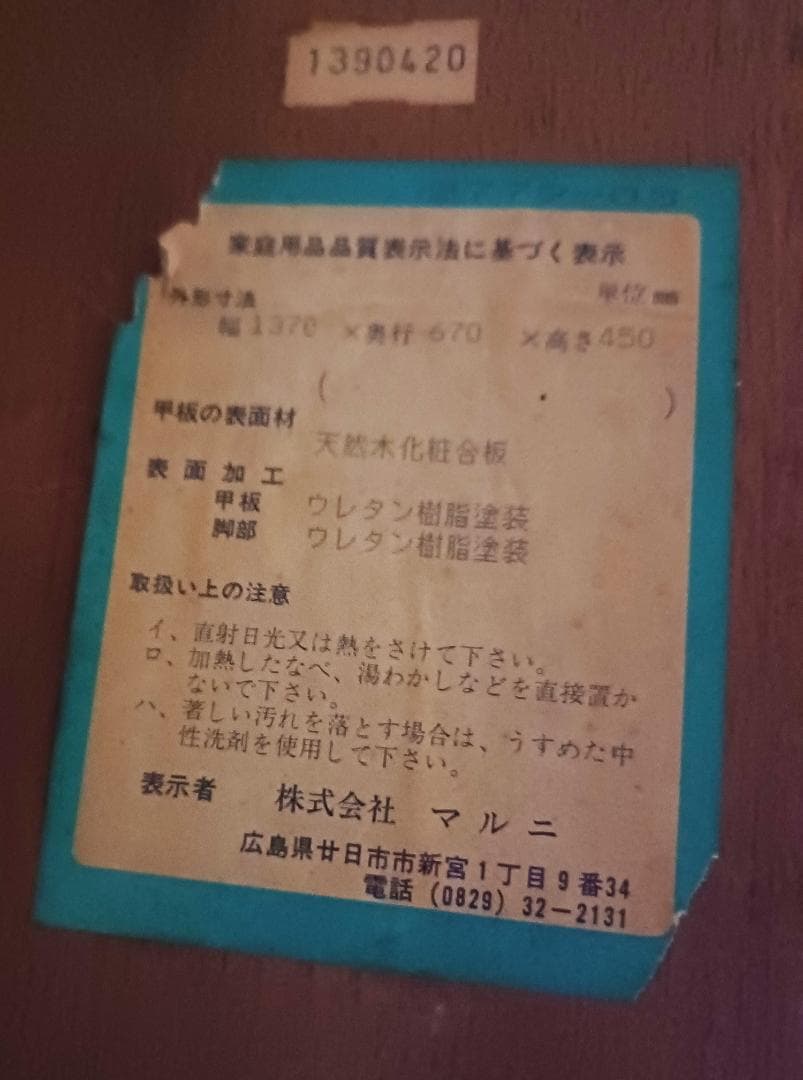 1390420
家庭用品品質表示法に基づく表示
単位 mm
外形寸法
幅1370 ×奥行 670 ×高さ450
( )
甲板の表面材
天然木化粧合板
表面加工
甲板 ウレタン樹脂塗装
脚部 ウレタン樹脂塗装
取扱い上の注意
イ、直射日光又は熱をさけて下さい。
ロ、加熱したなべ、湯わかしなどを直接置か
ないで下さい。
ハ、著しい汚れを落とす場合は、うすめた中
性洗剤を使用して下さい。
表示者 株式会社 マルニ
広島県廿日市市新宮1丁目9番34
電話 (0829) 32-2131